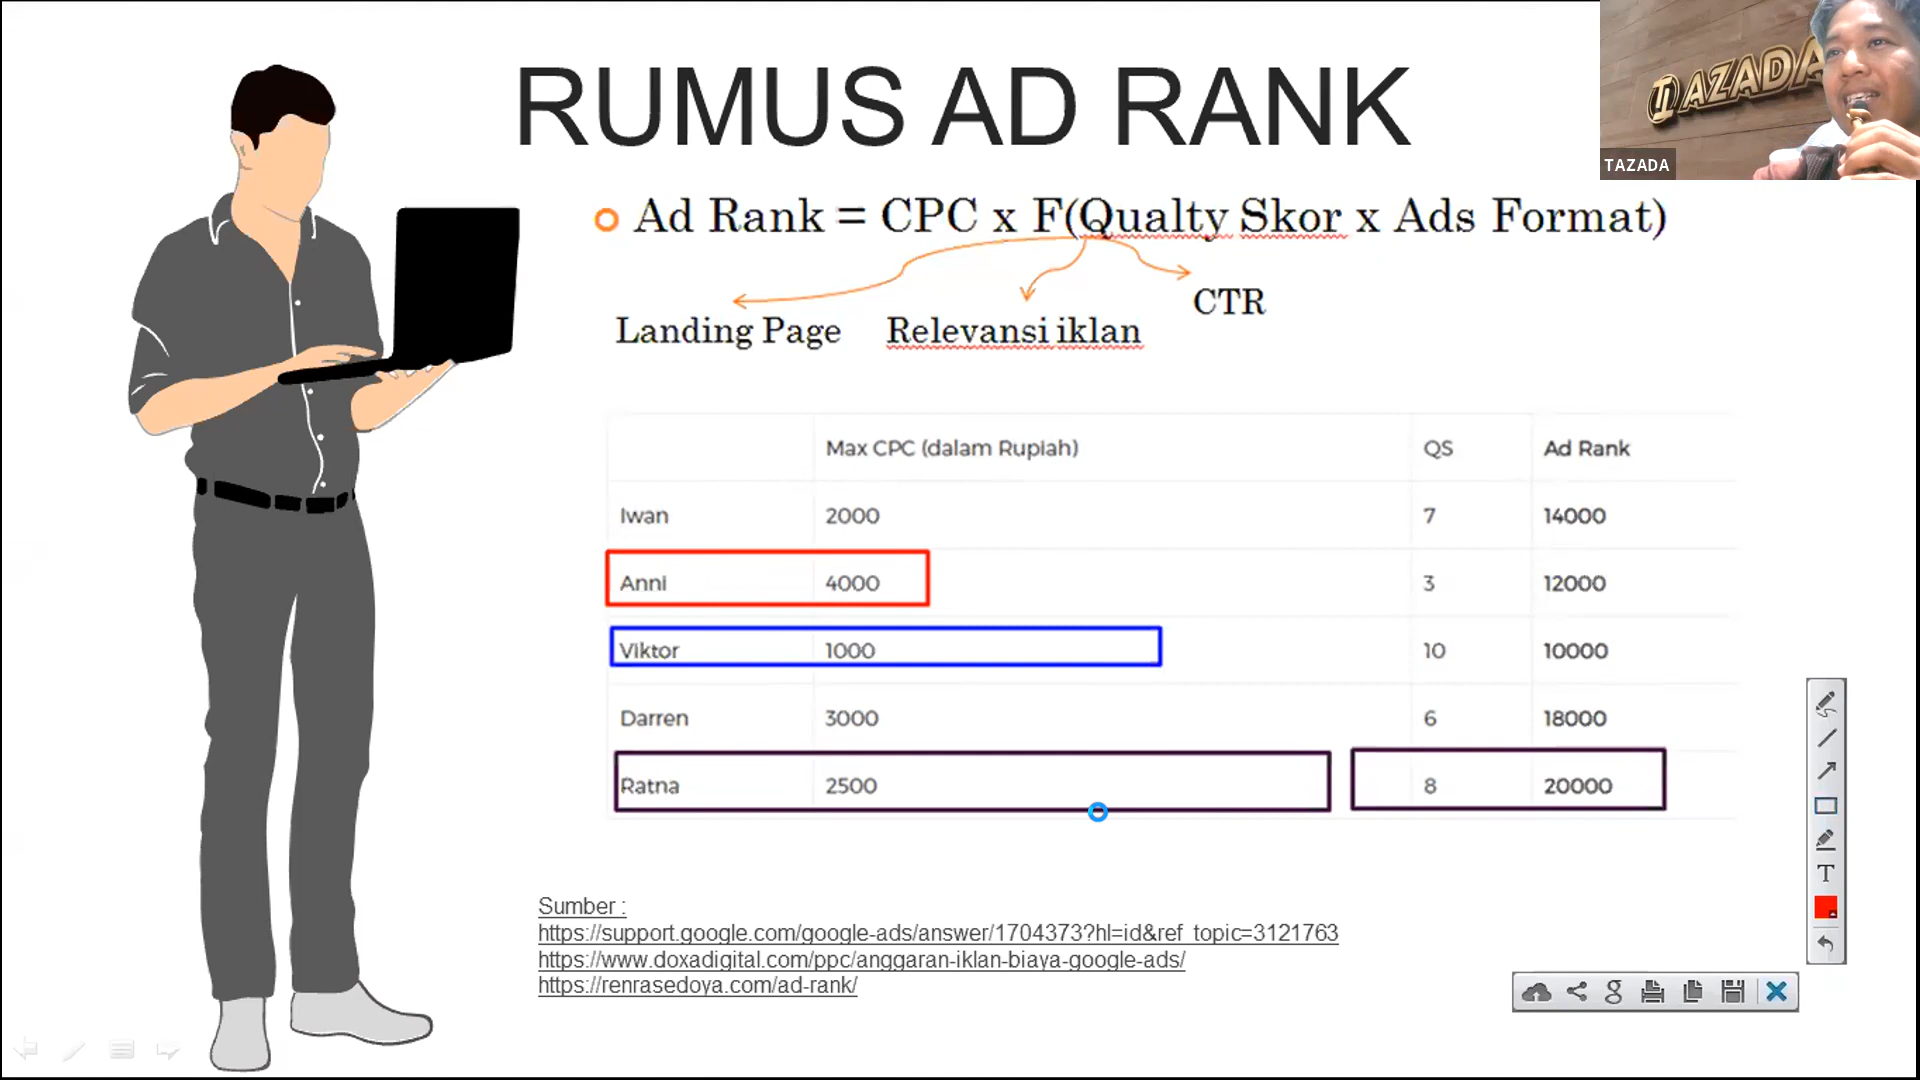 RUMUS AD RANK
AZADA
TAZADA
Ad Rank = CPC x F(Qualty Skor x Ads Format)
CTR
Landing Page Relevansi iklan
Max CPC (dalam Rupiah) QS Ad Rank
Iwan 2000 7 14000
Anni 4000 3 12000
Viktor 1000 10 10000
Darren 3000 6 18000
Ratna 2500 8 20000
Sumber :
https://support.google.com/google-ads/answer/1704373?hl=id&ref_topic=3121763
https://www.doxadigital.com/ppc/anggaran-iklan-biaya-google-ads/
https://renrasedoya.com/ad-rank/
T
g